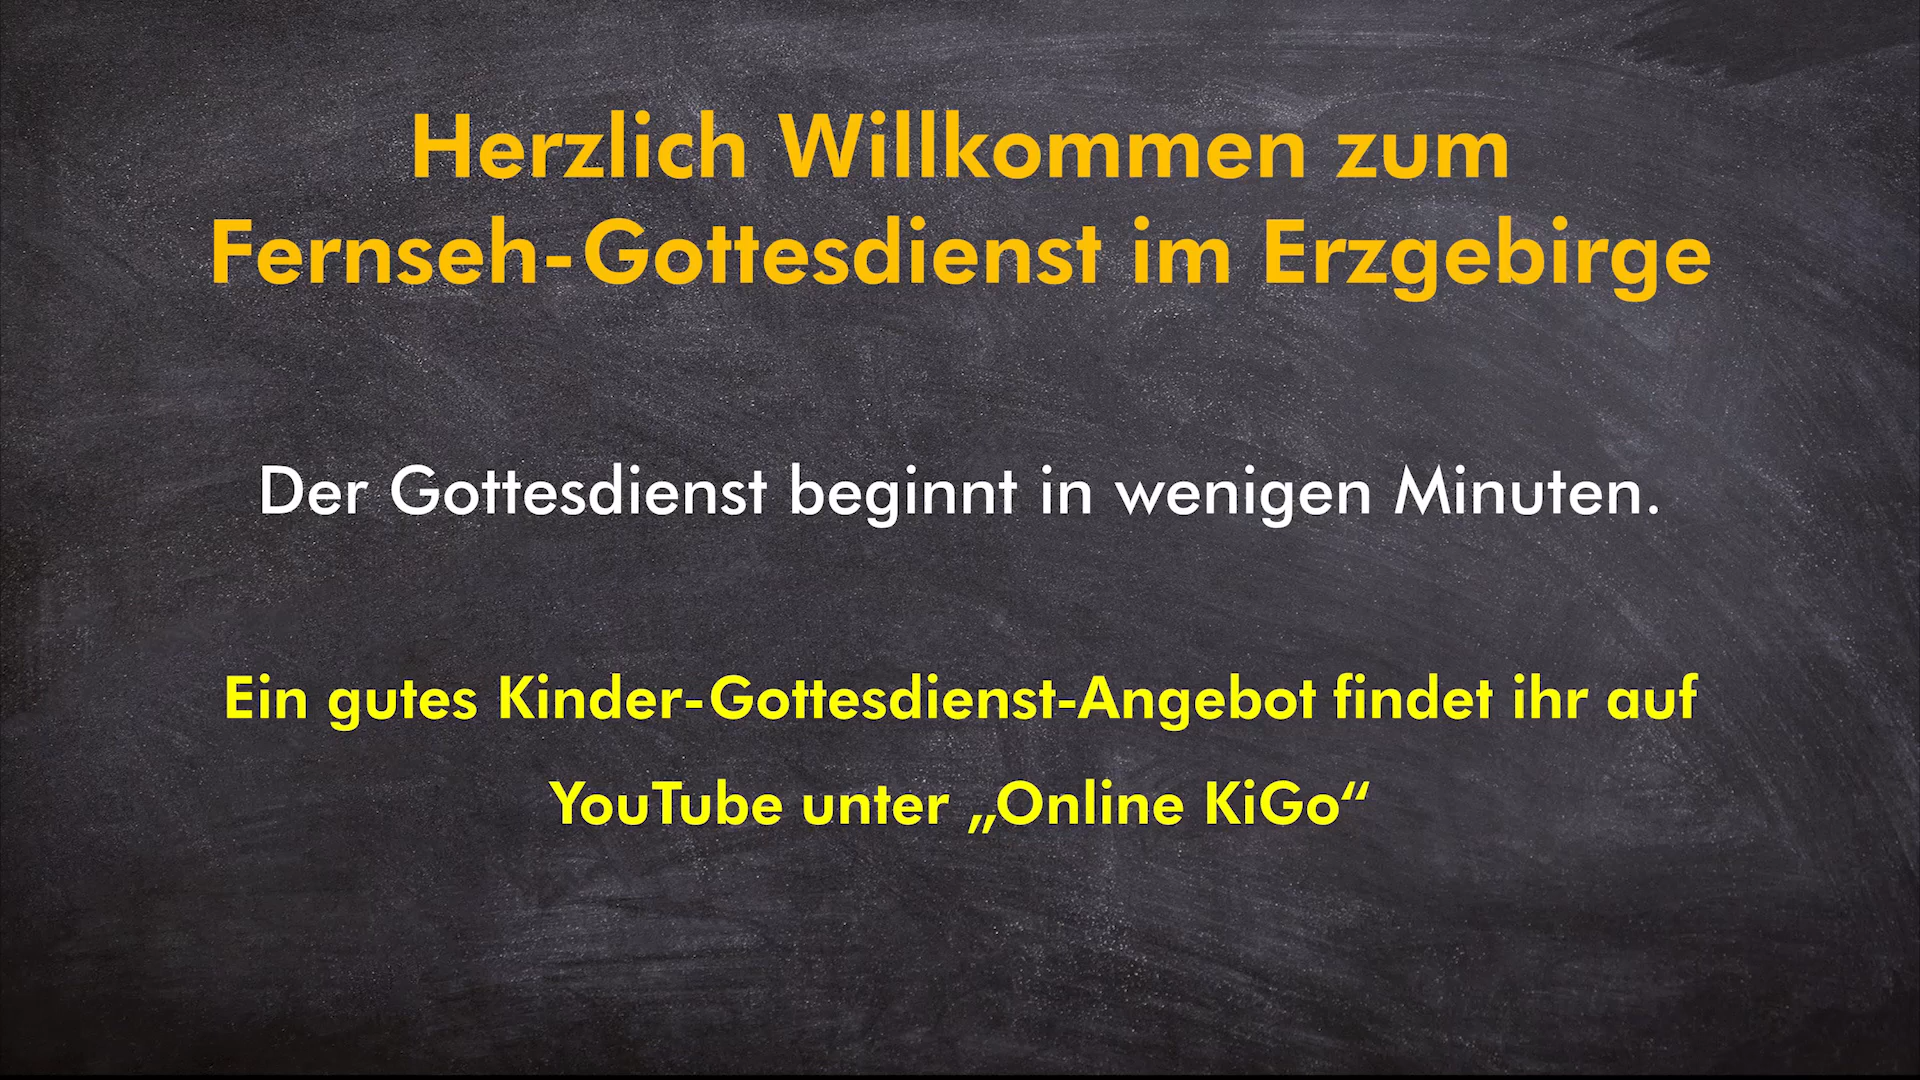 Herzlich Willkommen zum
Fernseh-Gottesdienst im Erzgebirge
Der Gottesdienst beginnt in wenigen Minuten.
Ein gutes Kinder-Gottesdienst-Angebot findet ihr auf
YouTube unter „Online KiGo“